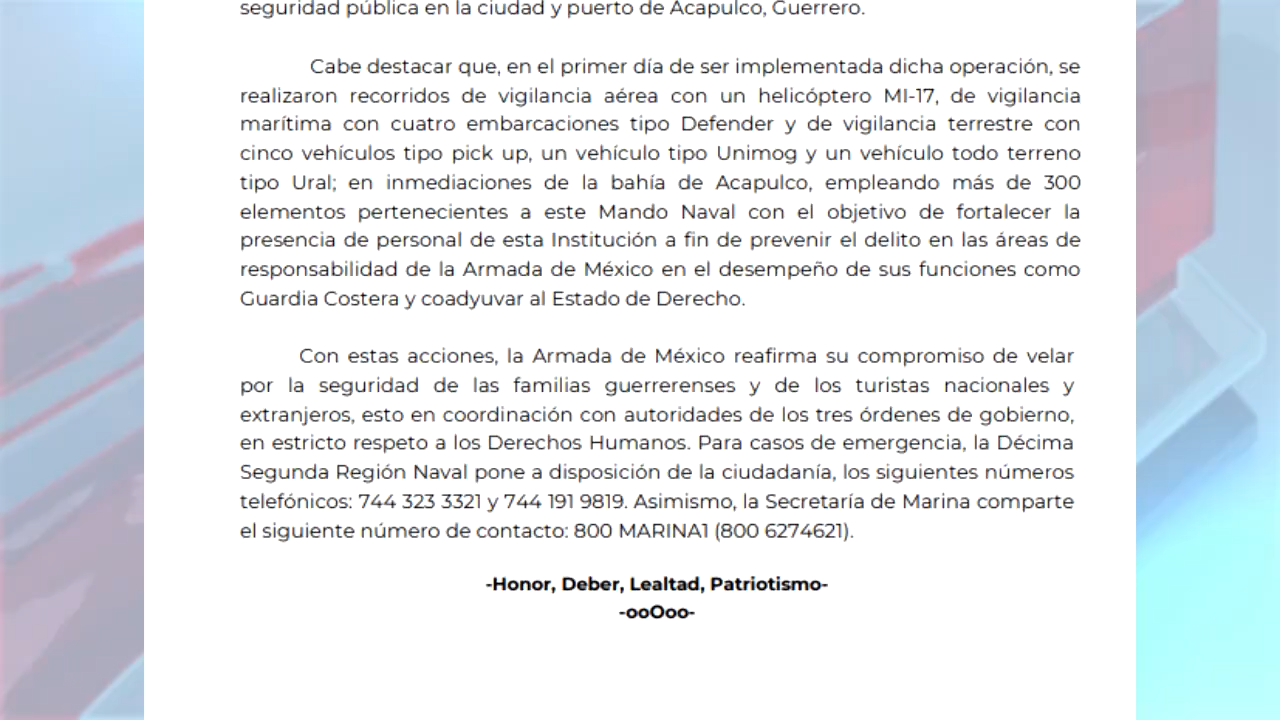 seguridad pública en la ciudad y puerto de Acapulco, Guerrero.
Cabe destacar que, en el primer día de ser implementada dicha operación, se
realizaron recorridos de vigilancia aérea con un helicóptero MI-17, de vigilancia
marítima con cuatro embarcaciones tipo Defender y de vigilancia terrestre con
cinco vehículos tipo pick up, un vehículo tipo Unimog y un vehículo todo terreno
tipo Ural; en inmediaciones de la bahía de Acapulco, empleando más de 300
elementos pertenecientes a este Mando Naval con el objetivo de fortalecer la
presencia de personal de esta Institución a fin de prevenir el delito en las áreas de
responsabilidad de la Armada de México en el desempeño de sus funciones como
Guardia Costera y coadyuvar al Estado de Derecho.
Con estas acciones, la Armada de México reafirma su compromiso de velar
por la seguridad de las familias guerrerenses y de los turistas nacionales y
extranjeros, esto en coordinación con autoridades de los tres órdenes de gobierno,
en estricto respeto a los Derechos Humanos. Para casos de emergencia, la Décima
Segunda Región Naval pone a disposición de la ciudadanía, los siguientes números
telefónicos: 744 323 3321 y 744 191 9819. Asimismo, la Secretaría de Marina comparte
el siguiente número de contacto: 800 MARINA1 (800 6274621).
-Honor, Deber, Lealtad, Patriotismo-
-ooOoo-